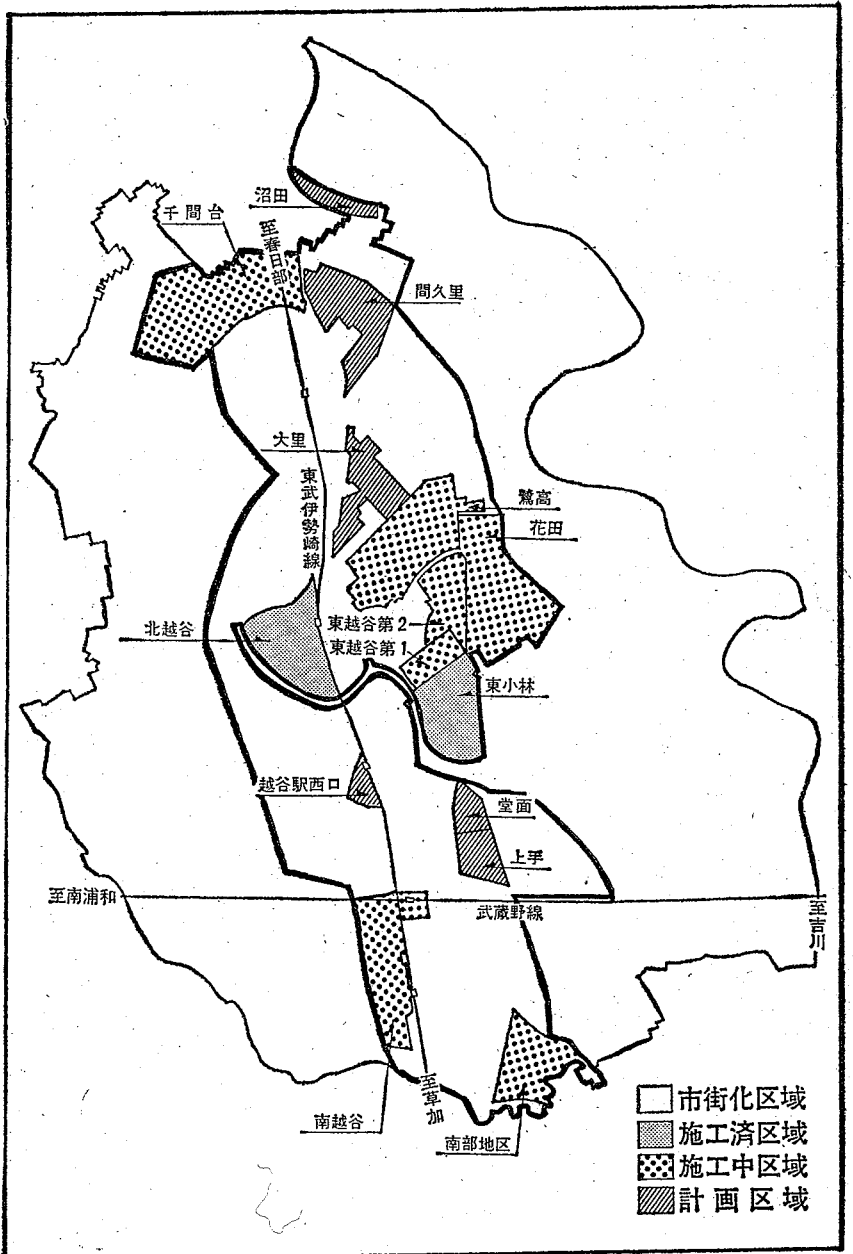 沼田
千間台
至春日部
間久里
大里
東武伊勢崎線
鷺高
花田
北越谷
東越谷第2
東越谷第1
東小林
越谷駅西口
堂面
上手
至南浦和
武蔵野線
至吉川
至草加
南越谷
南部地区
市街化区域
施工済区域
施工中区域
計画区域